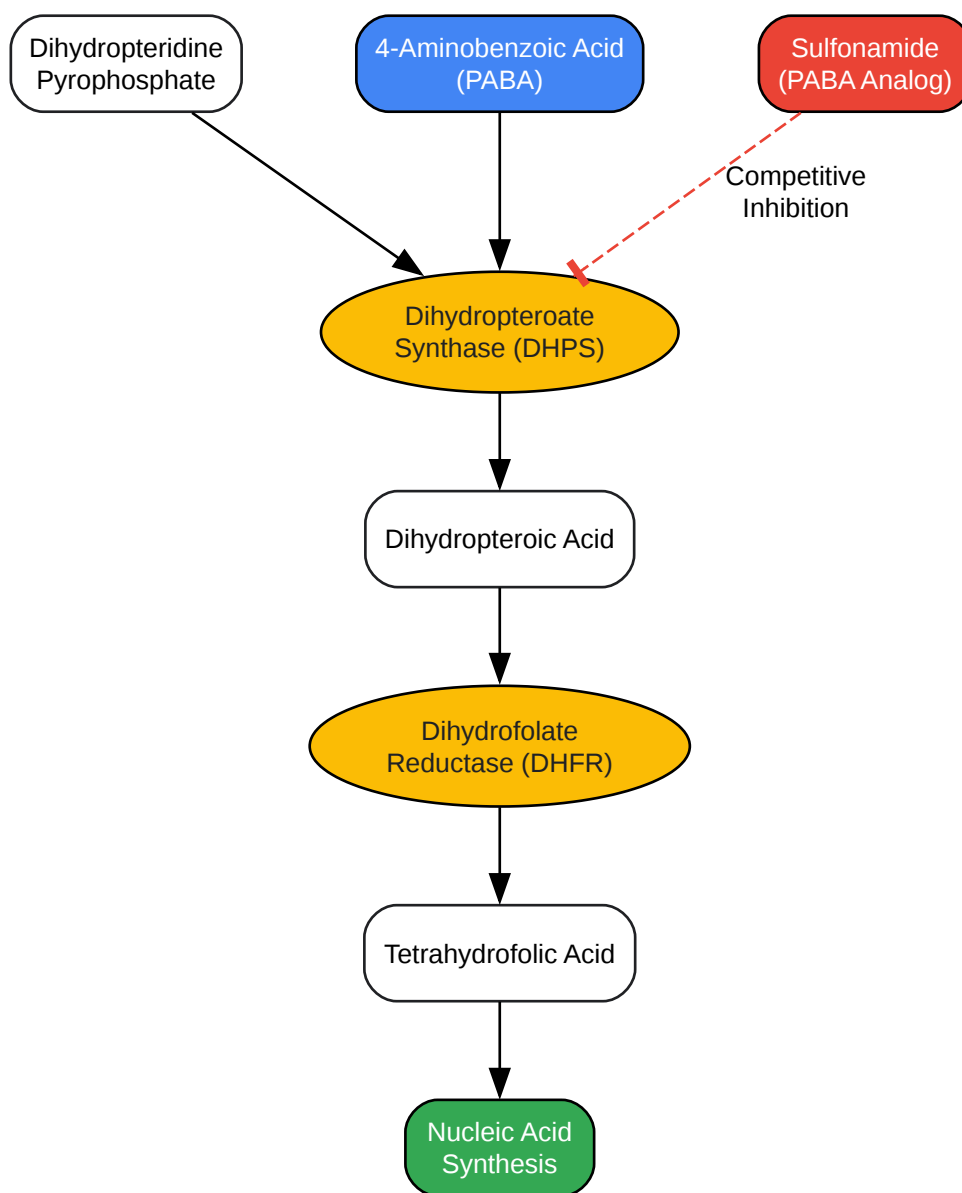 Dihydropteridine
Pyrophosphate
4-Aminobenzoic Acid
(PABA)
Sulfonamide
(PABA Analog)
Competitive
Inhibition
Dihydropteroate
Synthase (DHPS)
Dihydropteroic Acid
Dihydrofolate
Reductase (DHFR)
Tetrahydrofolic Acid
Nucleic Acid
Synthesis